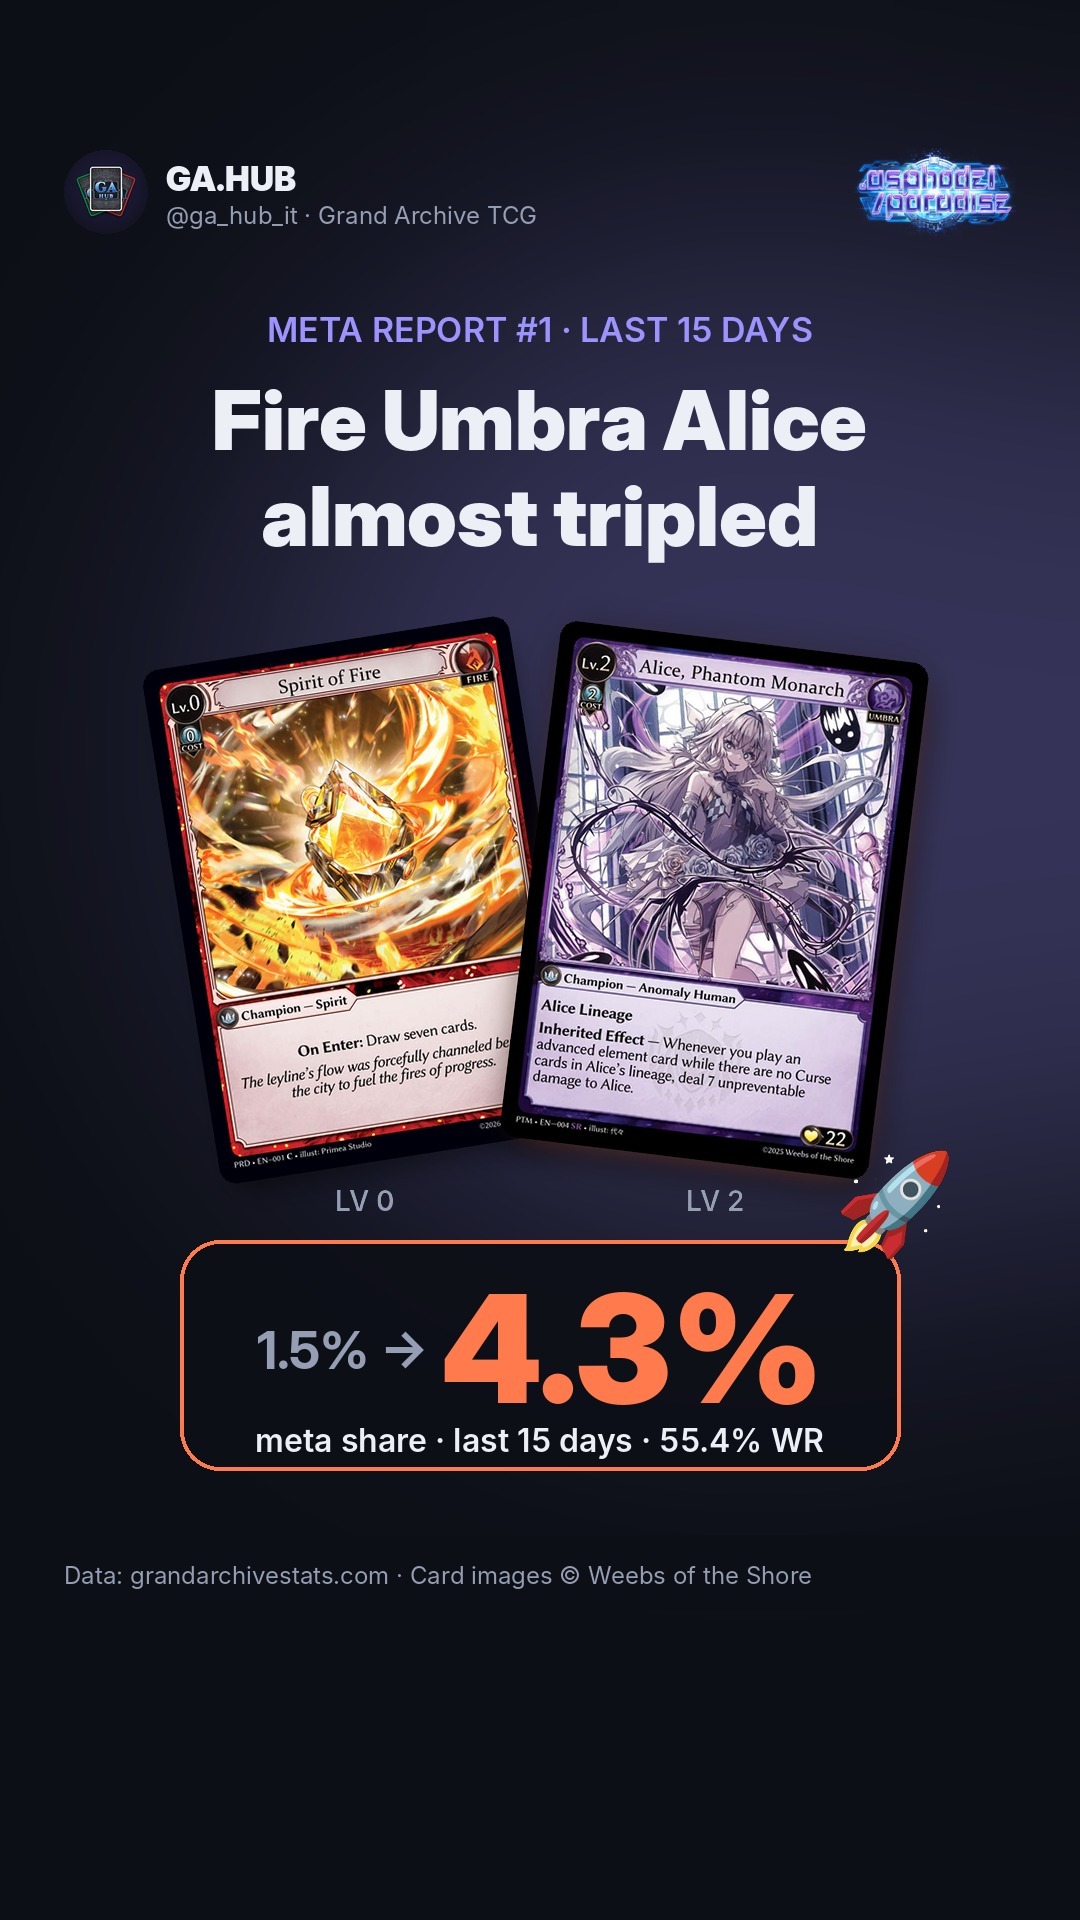 GA
HUB
GA.HUB
@ga_hub_it · Grand Archive TCG
asphodel
/paradise
META REPORT #1 · LAST 15 DAYS
Fire Umbra Alice
almost tripled
Lv.0
Spirit of Fire
FIRE
0
COST
Champion — Spirit
On Enter: Draw seven cards.
The leyline's flow was forcefully channeled be
the city to fuel the fires of progress.
©2026
PRD • EN—001 C • illust: Primea Studio
Lv.2
Alice, Phantom Monarch
UMBRA
2
COST
Champion — Anomaly Human
Alice Lineage
Inherited Effect — Whenever you play an
advanced element card while there are no Curse
cards in Alice's lineage, deal 7 unpreventable
damage to Alice.
22
PTM • EN—004 SR • illust: 代々
©2025 Weebs of the Shore
LV 0
LV 2
1.5% → 4.3%
meta share · last 15 days · 55.4% WR
Data: grandarchivestats.com · Card images © Weebs of the Shore